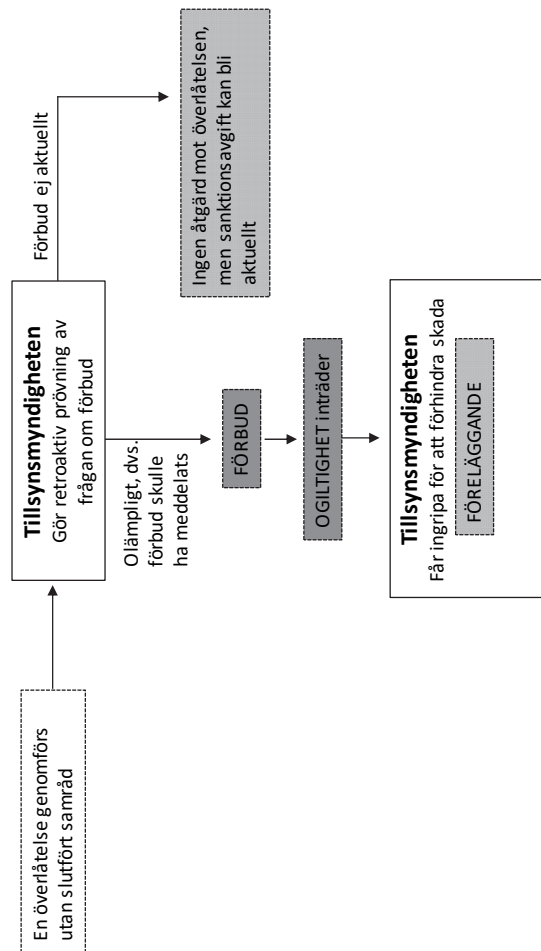 En överlåtelse genomförs
utan slutfört samråd
Tillsynsmyndigheten
Gör retroaktiv prövning av
frågan om förbud
Förbud ej aktuellt
Ingen åtgärd mot överlåtelsen,
men sanktionsavgift kan bli
aktuellt
Olämpligt, dvs.
förbud skulle
ha meddelats
FÖRBUD
OGILTIGHET inträder
Tillsynsmyndigheten
Får ingripa för att förhindra skada
FÖRELÄGGANDE